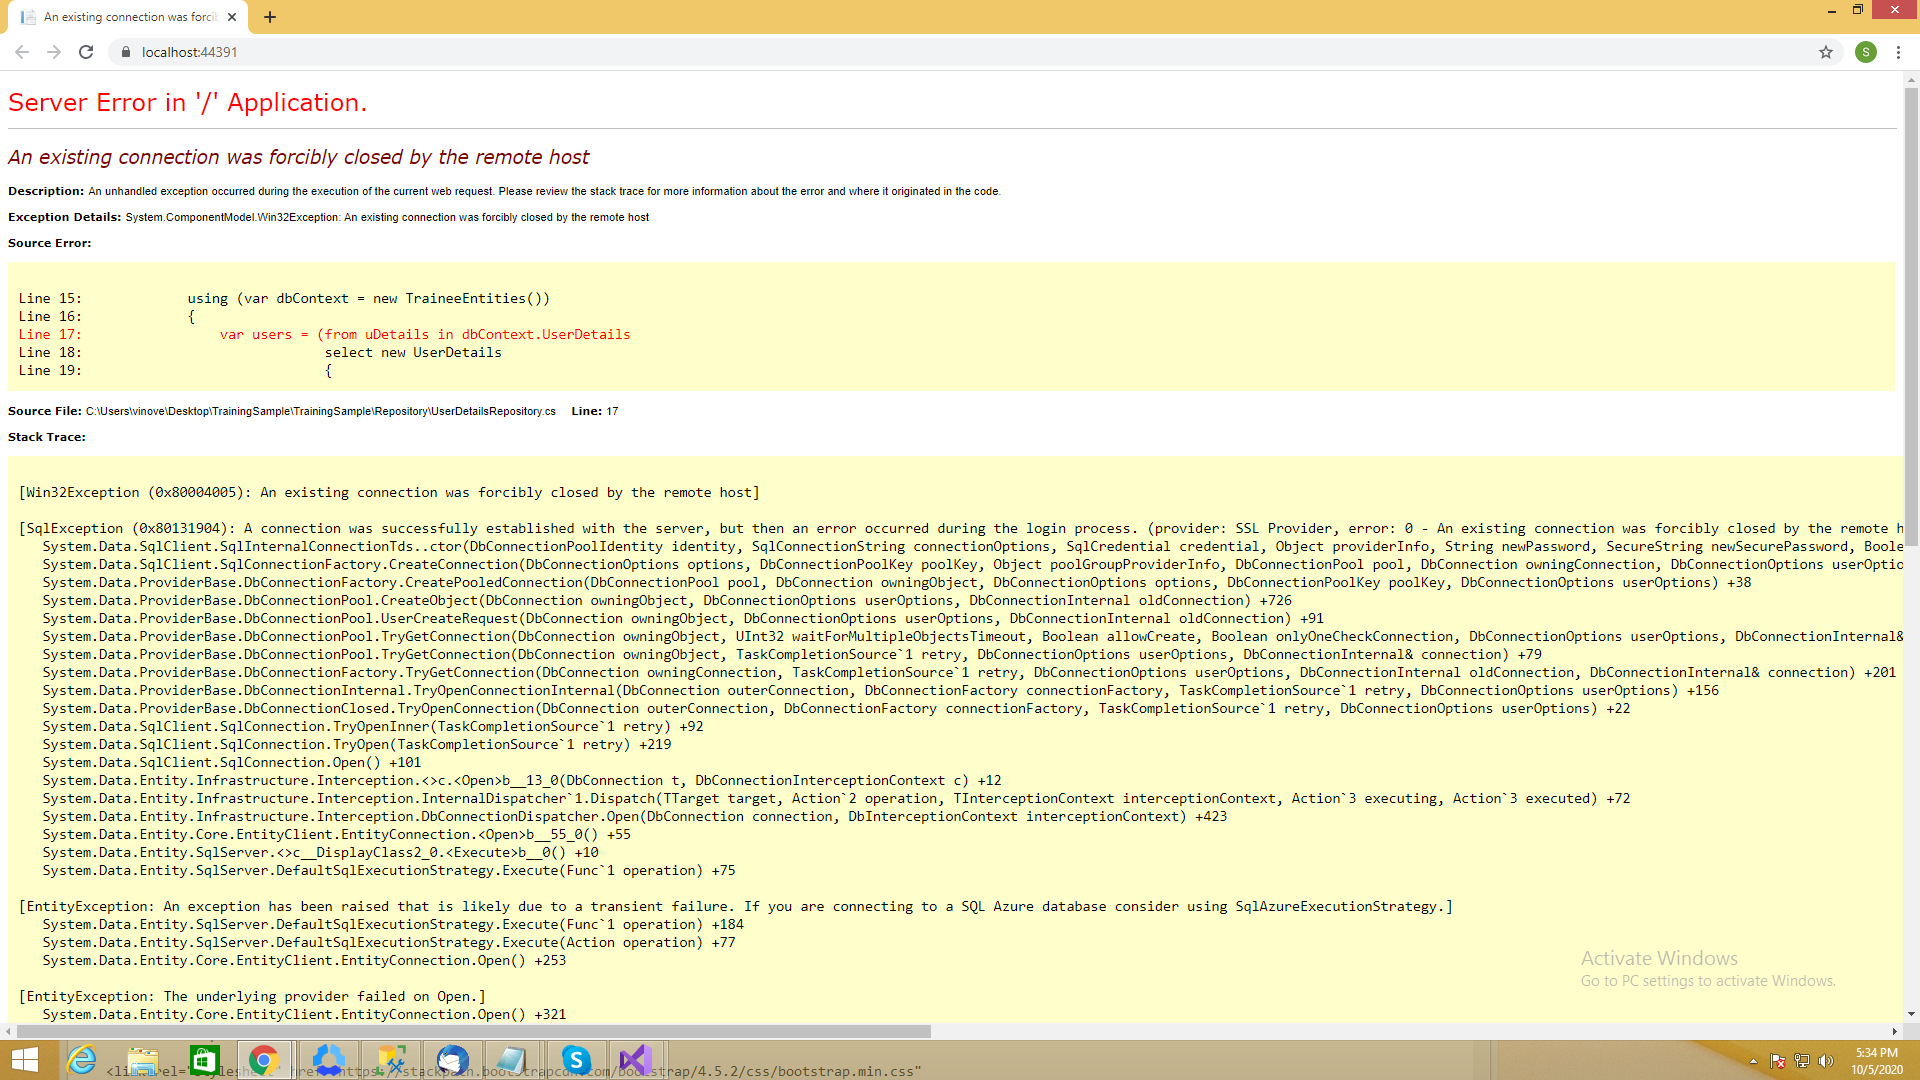 An existing connection was forcib
localhost:44391
S
Server Error in '/' Application.
An existing connection was forcibly closed by the remote host
Description: An unhandled exception occurred during the execution of the current web request. Please review the stack trace for more information about the error and where it originated in the code.
Exception Details: System.ComponentModel.Win32Exception: An existing connection was forcibly closed by the remote host
Source Error:
Line 15:             using (var dbContext = new TraineeEntities())
Line 16:             {
Line 17:                 var users = (from uDetails in dbContext.UserDetails
Line 18:                              select new UserDetails
Line 19:                              {
Source File: C:\Users\vinove\Desktop\TrainingSample\TrainingSample\Repository\UserDetailsRepository.cs    Line: 17
Stack Trace:
[Win32Exception (0x80004005): An existing connection was forcibly closed by the remote host]
[SqlException (0x80131904): A connection was successfully established with the server, but then an error occurred during the login process. (provider: SSL Provider, error: 0 - An existing connection was forcibly closed by the remote h
System.Data.SqlClient.SqlInternalConnectionTds..ctor(DbConnectionPoolIdentity identity, SqlConnectionString connectionOptions, SqlCredential credential, Object providerInfo, String newPassword, SecureString newSecurePassword, Boole
System.Data.SqlClient.SqlConnectionFactory.CreateConnection(DbConnectionOptions options, DbConnectionPoolKey poolKey, Object poolGroupProviderInfo, DbConnectionPool pool, DbConnection owningConnection, DbConnectionOptions userOptio
System.Data.ProviderBase.DbConnectionFactory.CreatePooledConnection(DbConnectionPool pool, DbConnection owningObject, DbConnectionOptions options, DbConnectionPoolKey poolKey, DbConnectionOptions userOptions) +38
System.Data.ProviderBase.DbConnectionPool.CreateObject(DbConnection owningObject, DbConnectionOptions userOptions, DbConnectionInternal oldConnection) +726
System.Data.ProviderBase.DbConnectionPool.UserCreateRequest(DbConnection owningObject, DbConnectionOptions userOptions, DbConnectionInternal oldConnection) +91
System.Data.ProviderBase.DbConnectionPool.TryGetConnection(DbConnection owningObject, UInt32 waitForMultipleObjectsTimeout, Boolean allowCreate, Boolean onlyOneCheckConnection, DbConnectionOptions userOptions, DbConnectionInternal&
System.Data.ProviderBase.DbConnectionPool.TryGetConnection(DbConnection owningObject, TaskCompletionSource`1 retry, DbConnectionOptions userOptions, DbConnectionInternal& connection) +79
System.Data.ProviderBase.DbConnectionFactory.TryGetConnection(DbConnection owningConnection, TaskCompletionSource`1 retry, DbConnectionOptions userOptions, DbConnectionInternal oldConnection, DbConnectionInternal& connection) +201
System.Data.ProviderBase.DbConnectionInternal.TryOpenConnectionInternal(DbConnection outerConnection, DbConnectionFactory connectionFactory, TaskCompletionSource`1 retry, DbConnectionOptions userOptions) +156
System.Data.ProviderBase.DbConnectionClosed.TryOpenConnection(DbConnection outerConnection, DbConnectionFactory connectionFactory, TaskCompletionSource`1 retry, DbConnectionOptions userOptions) +22
System.Data.SqlClient.SqlConnection.TryOpenInner(TaskCompletionSource`1 retry) +92
System.Data.SqlClient.SqlConnection.TryOpen(TaskCompletionSource`1 retry) +219
System.Data.SqlClient.SqlConnection.Open() +101
System.Data.Entity.Infrastructure.Interception.<>c.<Open>b__13_0(DbConnection t, DbConnectionInterceptionContext c) +12
System.Data.Entity.Infrastructure.Interception.InternalDispatcher`1.Dispatch(TTarget target, Action`2 operation, TInterceptionContext interceptionContext, Action`3 executing, Action`3 executed) +72
System.Data.Entity.Infrastructure.Interception.DbConnectionDispatcher.Open(DbConnection connection, DbInterceptionContext interceptionContext) +423
System.Data.Entity.Core.EntityClient.EntityConnection.<Open>b__55_0() +55
System.Data.Entity.SqlServer.<>c__DisplayClass2_0.<Execute>b__0() +10
System.Data.Entity.SqlServer.DefaultSqlExecutionStrategy.Execute(Func`1 operation) +75
[EntityException: An exception has been raised that is likely due to a transient failure. If you are connecting to a SQL Azure database consider using SqlAzureExecutionStrategy.]
System.Data.Entity.SqlServer.DefaultSqlExecutionStrategy.Execute(Func`1 operation) +184
System.Data.Entity.SqlServer.DefaultSqlExecutionStrategy.Execute(Action operation) +77
System.Data.Entity.Core.EntityClient.EntityConnection.Open() +253
[EntityException: The underlying provider failed on Open.]
System.Data.Entity.Core.EntityClient.EntityConnection.Open() +321
Activate Windows
Go to PC settings to activate Windows.
5:34 PM
10/5/2020
/4.5.2/css/bootstrap.min.css"